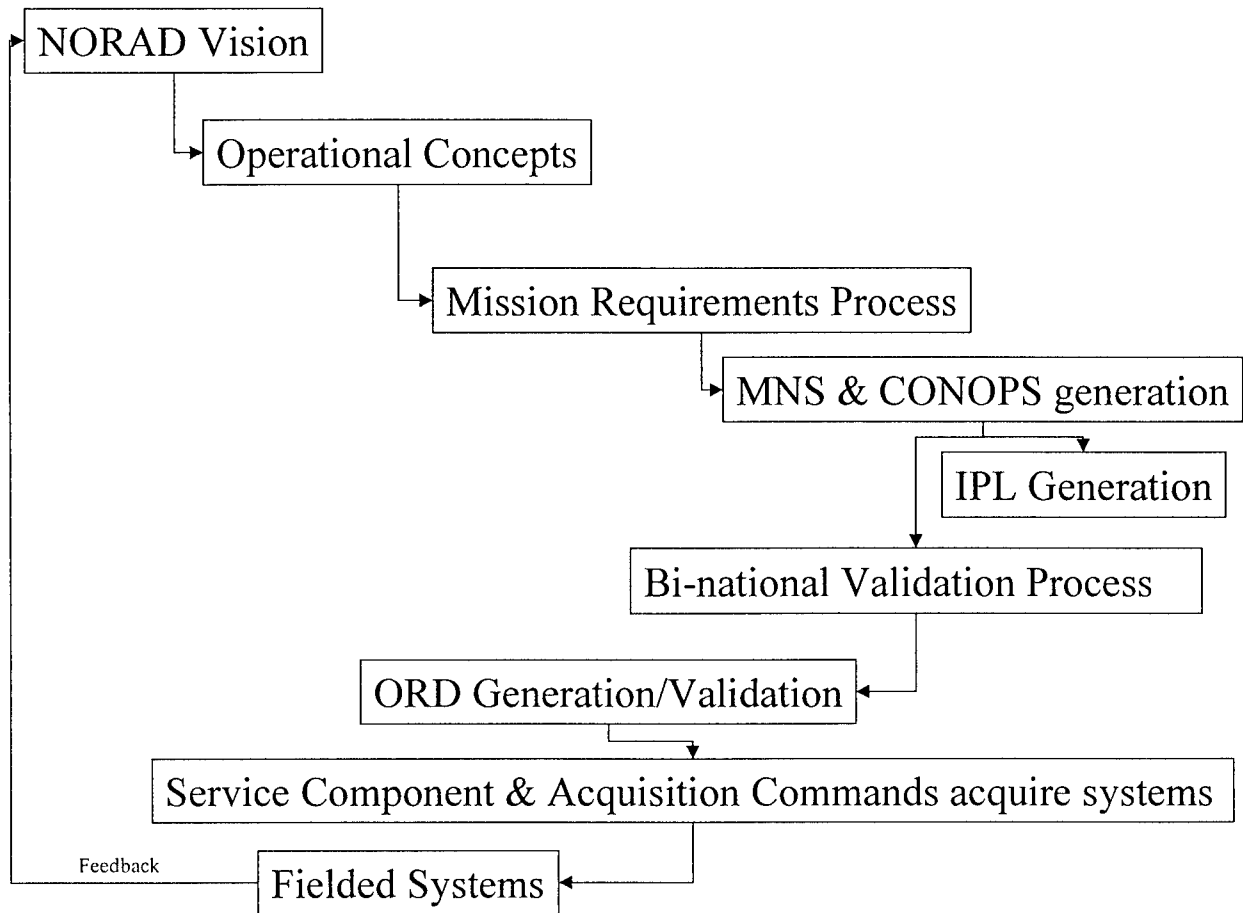 NORAD Vision
Operational Concepts
Mission Requirements Process
MNS & CONOPS generation
IPL Generation
Bi-national Validation Process
ORD Generation/Validation
Service Component & Acquisition Commands acquire systems
Feedback
Fielded Systems